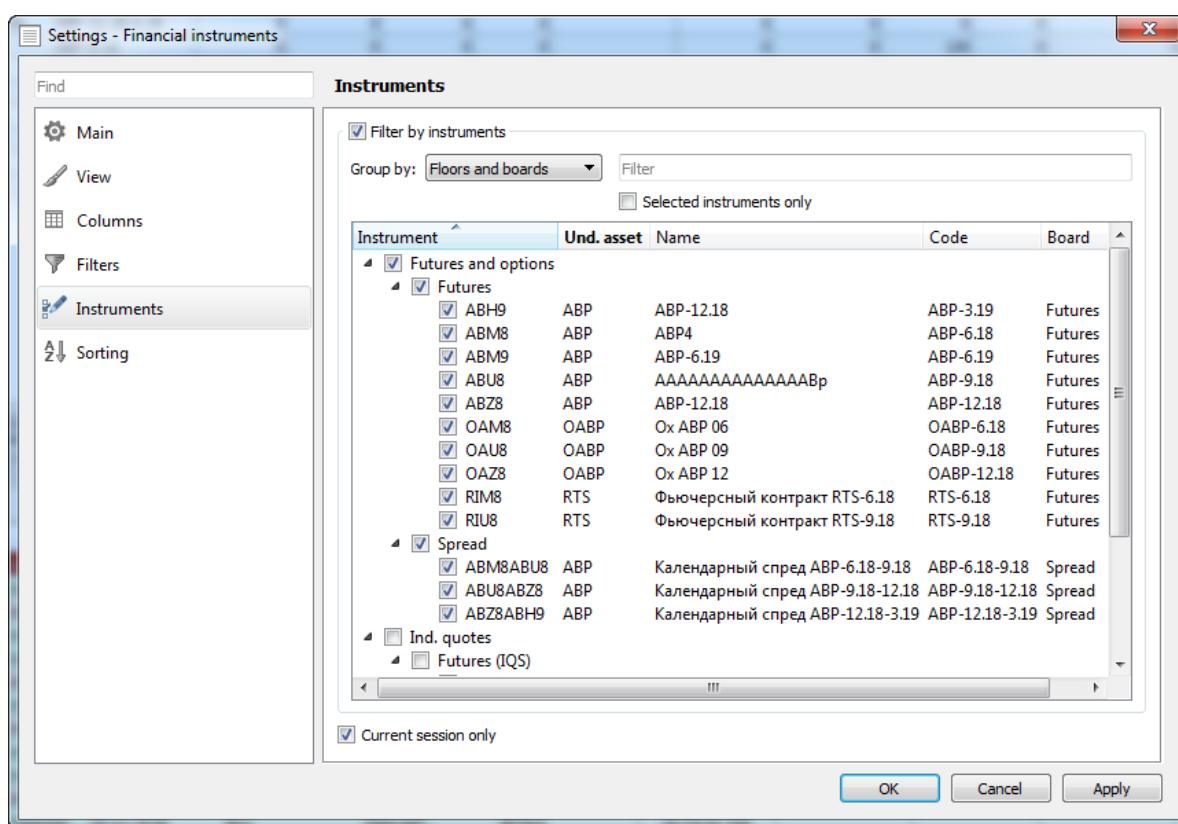 Settings - Financial instruments
Find
Instruments
Main
View
Columns
Filters
Instruments
Sorting
Filter by instruments
Group by: Floors and boards Filter
Selected instruments only
Instrument Und. asset Name Code Board
Futures and options
Futures
ABH9 ABP ABP-12.18 ABP-3.19 Futures
ABM8 ABP ABP4 ABP-6.18 Futures
ABM9 ABP ABP-6.19 ABP-6.19 Futures
ABU8 ABP AAAAAAAAAAAAAABp ABP-9.18 Futures
ABZ8 ABP ABP-12.18 ABP-12.18 Futures
OAM8 OABP Ox ABP 06 OABP-6.18 Futures
OAU8 OABP Ox ABP 09 OABP-9.18 Futures
OAZ8 OABP Ox ABP 12 OABP-12.18 Futures
RIM8 RTS Фьючерсный контракт RTS-6.18 RTS-6.18 Futures
RIU8 RTS Фьючерсный контракт RTS-9.18 RTS-9.18 Futures
Spread
ABM8ABU8 ABP Календарный спред ABP-6.18-9.18 ABP-6.18-9.18 Spread
ABU8ABZ8 ABP Календарный спред ABP-9.18-12.18 ABP-9.18-12.18 Spread
ABZ8ABH9 ABP Календарный спред ABP-12.18-3.19 ABP-12.18-3.19 Spread
Ind. quotes
Futures (IQS)
Current session only
OK Cancel Apply